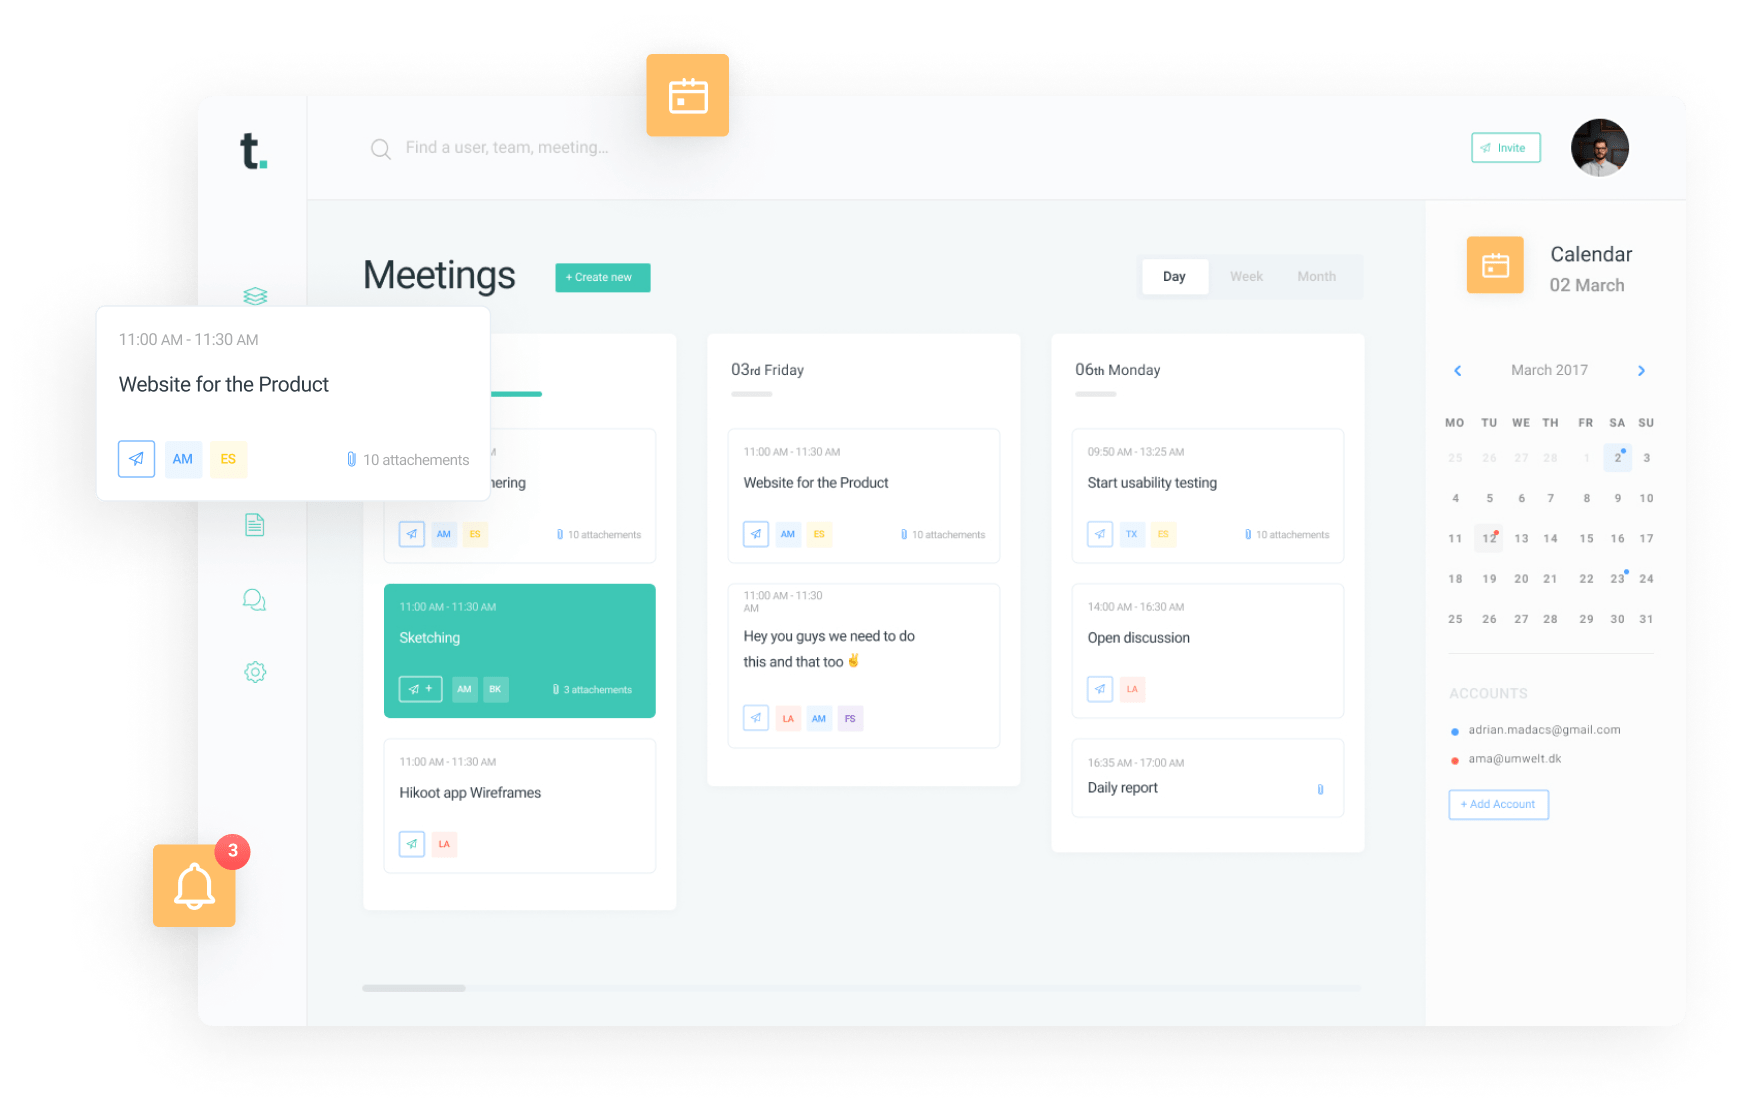 t.
Find a user, team, meeting...
Invite
Meetings
+ Create new
Day
Week
Month
Calendar
02 March
11:00 AM - 11:30 AM
Website for the Product
AM
ES
10 attachements
AM
ES
10 attachements
11:00 AM - 11:30 AM
Sketching
+
AM
BK
3 attachements
11:00 AM - 11:30 AM
Hikoot app Wireframes
LA
03rd Friday
11:00 AM - 11:30 AM
Website for the Product
AM
ES
10 attachements
11:00 AM - 11:30
AM
Hey you guys we need to do
this and that too ✌
LA
AM
FS
06th Monday
09:50 AM - 13:25 AM
Start usability testing
TX
ES
10 attachements
14:00 AM - 16:30 AM
Open discussion
LA
16:35 AM - 17:00 AM
Daily report
March 2017
MO TU WE TH FR SA SU
25 26 27 28 1 2 3
4 5 6 7 8 9 10
11 12 13 14 15 16 17
18 19 20 21 22 23 24
25 26 27 28 29 30 31
ACCOUNTS
adrian.madacs@gmail.com
ama@umwelt.dk
+ Add Account
3